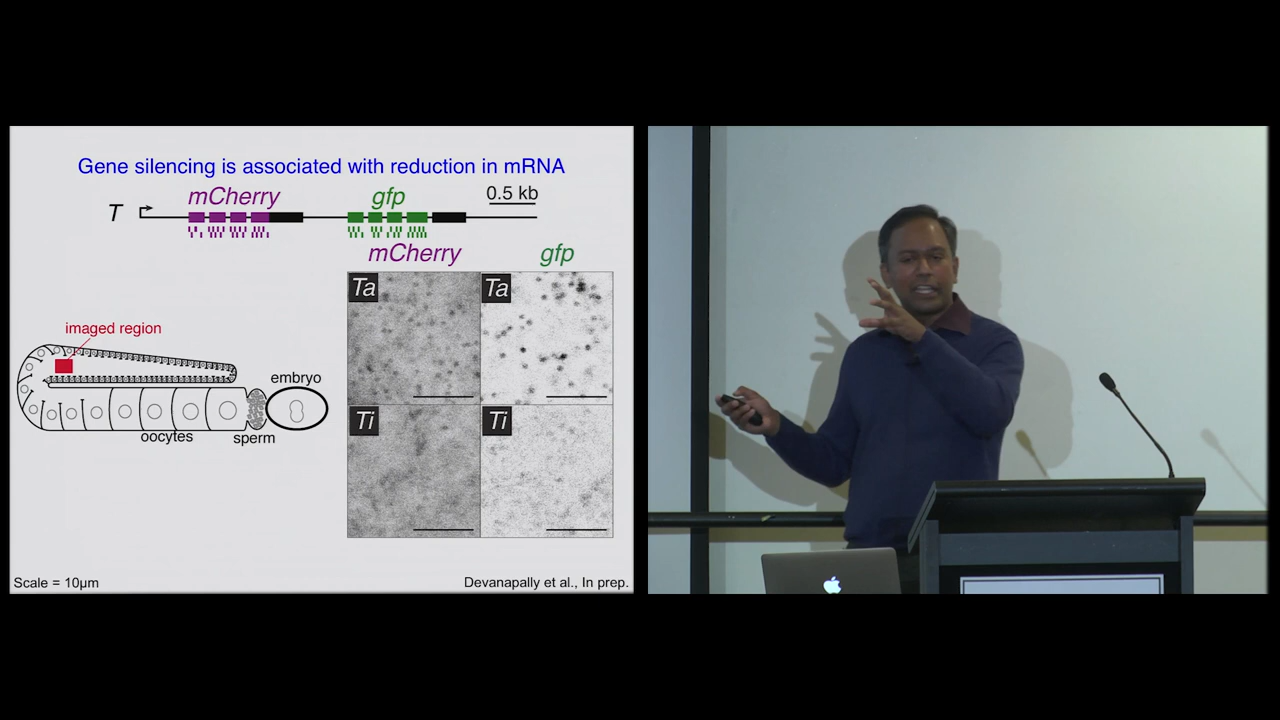 Gene silencing is associated with reduction in mRNA
mCherry
gfp
0.5 kb
T
mCherry
gfp
Ta
Ta
imaged region
embryo
Ti
Ti
oocytes
sperm
Scale = 10μm
Devanapally et al., In prep.